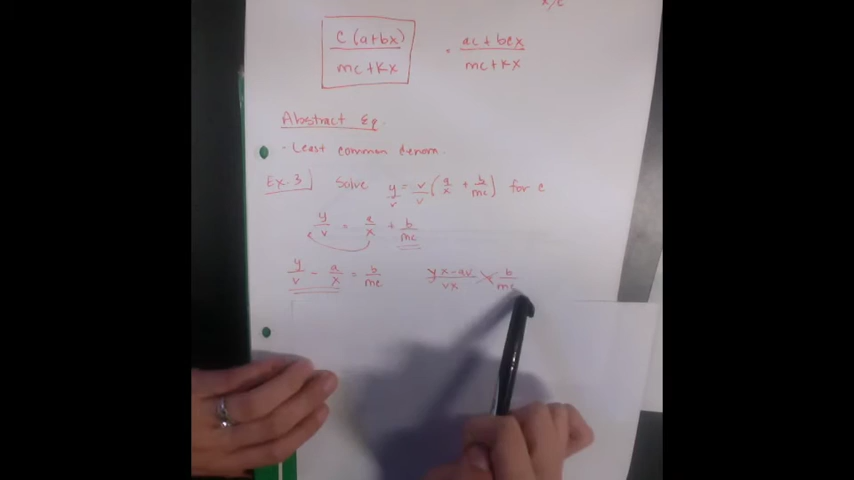 x/c
c(a+bx)/mc+kx = ac+bcx/mc+kx
Abstract Eq.
- Least common denom.
Ex. 3 Solve y/v = v/v (a/x + b/mc) for c
y/v = a/x + b/mc
y/v - a/x = b/mc yx-av/vx b/mc